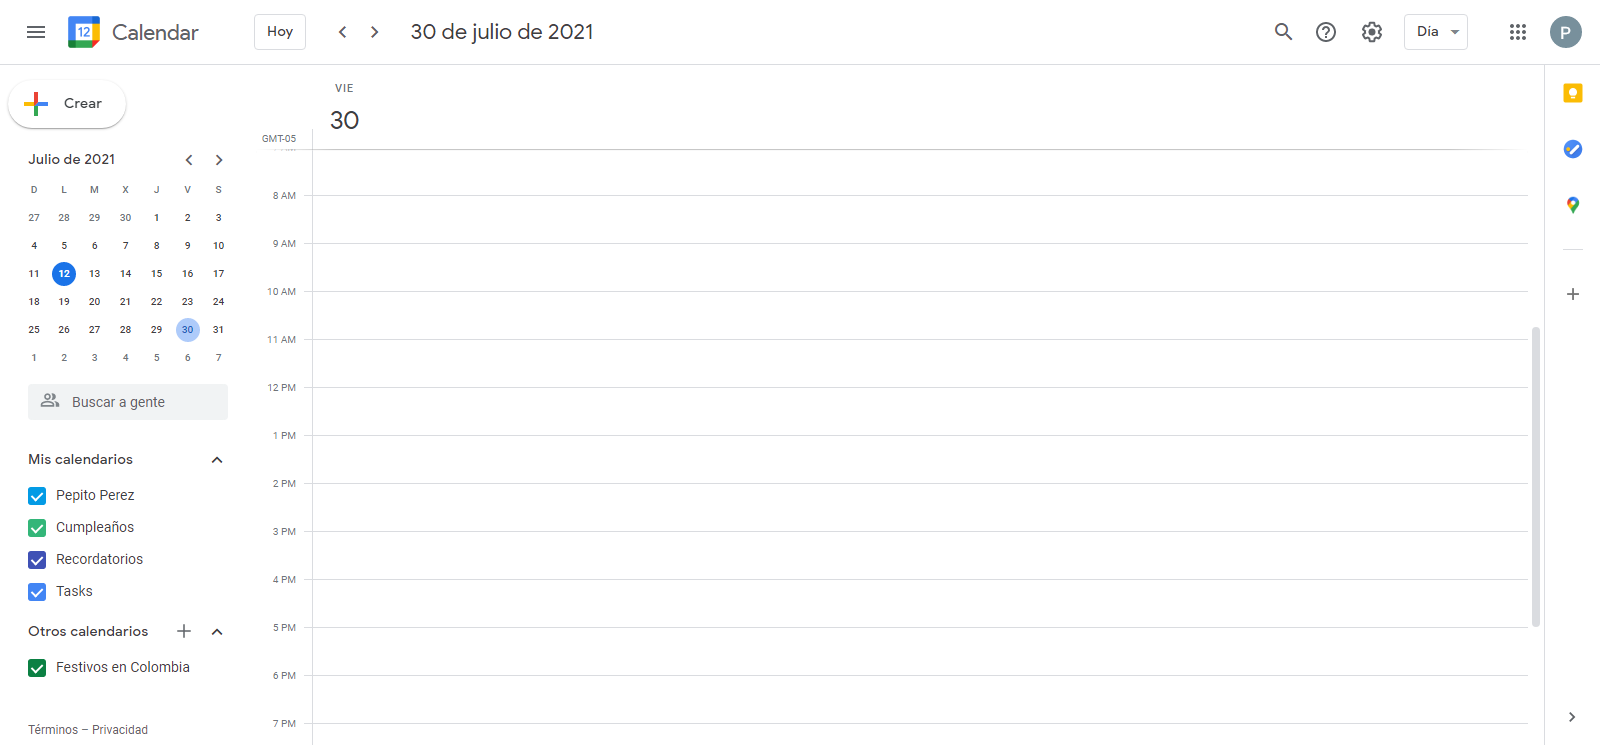 12 Calendar Hoy 30 de julio de 2021 Día P
Crear
Julio de 2021
D L M X J V S
27 28 29 30 1 2 3
4 5 6 7 8 9 10
11 12 13 14 15 16 17
18 19 20 21 22 23 24
25 26 27 28 29 30 31
1 2 3 4 5 6 7
Buscar a gente
Mis calendarios
Pepito Perez
Cumpleaños
Recordatorios
Tasks
Otros calendarios
Festivos en Colombia
Términos – Privacidad
VIE
30
GMT-05
8 AM
9 AM
10 AM
11 AM
12 PM
1 PM
2 PM
3 PM
4 PM
5 PM
6 PM
7 PM